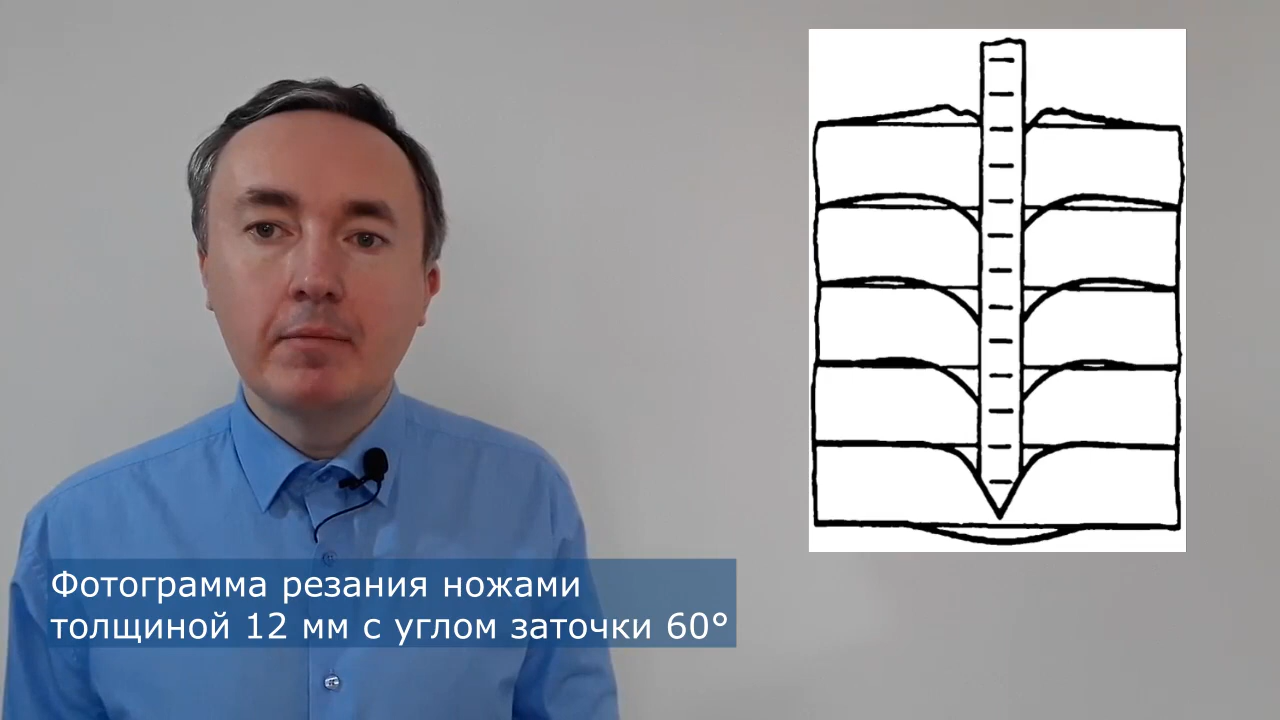 Фотограмма резания ножами
толщиной 12 мм с углом заточки 60°